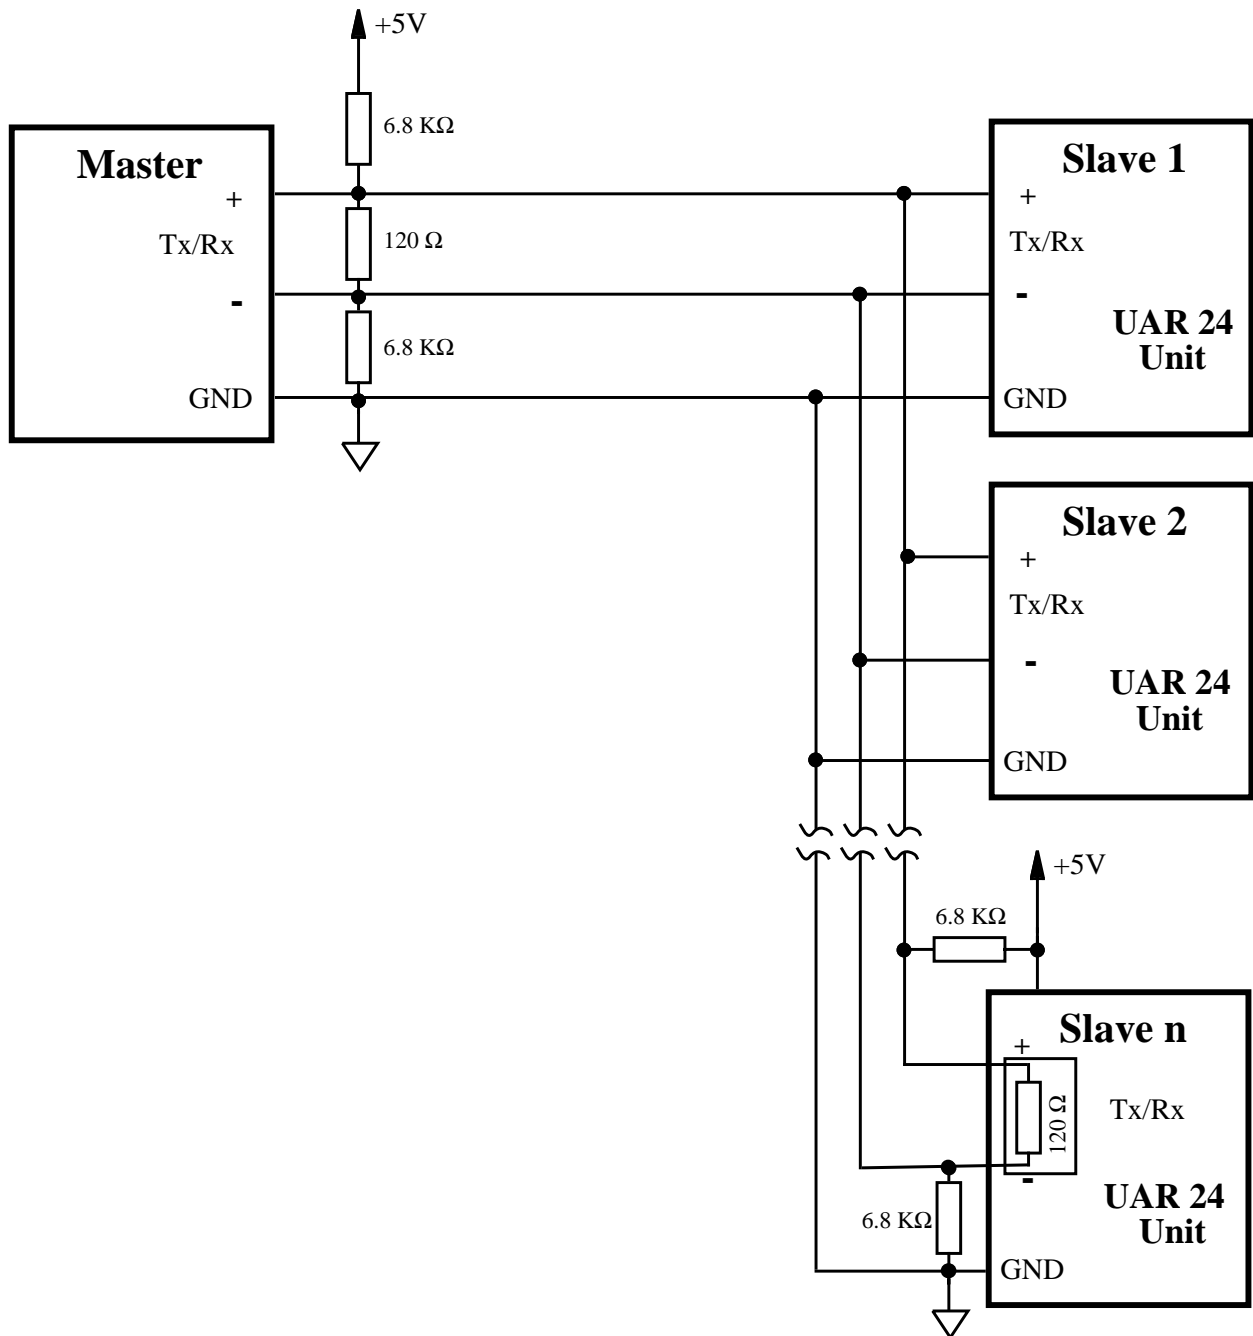 +5V
6.8 KΩ
Master
+
Tx/Rx
120 Ω
-
6.8 KΩ
GND
Slave 1
+
Tx/Rx
-
UAR 24
Unit
GND
Slave 2
+
Tx/Rx
-
UAR 24
Unit
GND
+5V
6.8 KΩ
Slave n
+
120 Ω
Tx/Rx
-
UAR 24
Unit
6.8 KΩ
GND